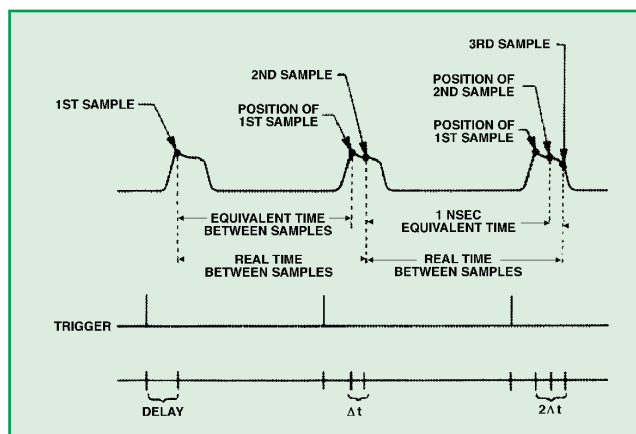 3RD SAMPLE
2ND SAMPLE
POSITION OF
2ND SAMPLE
1ST SAMPLE
POSITION OF
1ST SAMPLE
POSITION OF
1ST SAMPLE
EQUIVALENT TIME
BETWEEN SAMPLES
1 NSEC
EQUIVALENT TIME
REAL TIME
BETWEEN SAMPLES
REAL TIME
BETWEEN SAMPLES
TRIGGER
DELAY
Δt
2Δt